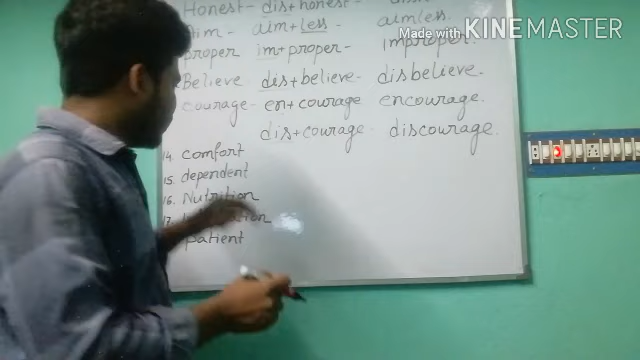 Honest - dis+honest -
Made with KINEMASTER
Aim - aim+less - aimless.
proper im+proper - improper.
Believe dis+believe - disbelieve.
courage - en+courage encourage.
dis+courage - discourage.
14. comfort
15. dependent
16. Nutrition
17.
patient